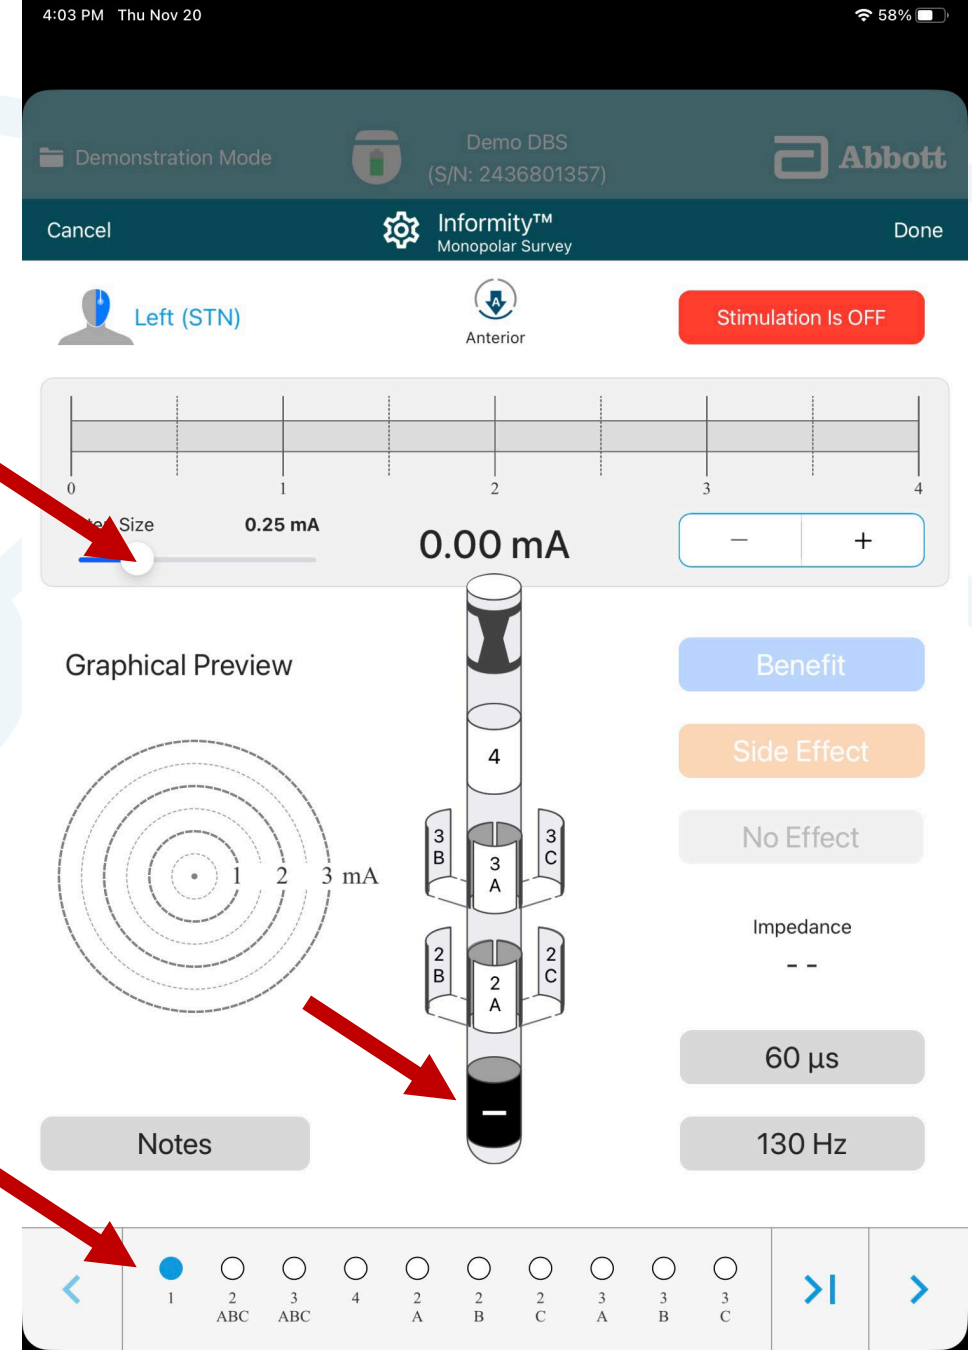 4:03 PM Thu Nov 20
58%
Demonstration Mode
Demo DBS
(S/N: 2436801357)
Abbott
Cancel
Informity™
Monopolar Survey
Done
Left (STN)
A
Anterior
Stimulation Is OFF
0 1 2 3 4
Size
0.25 mA
0.00 mA
− +
Graphical Preview
1 2 3 mA
4
3 B
3 A
3 C
2 B
2 A
2 C
−
Benefit
Side Effect
No Effect
Impedance
- -
60 µs
130 Hz
Notes
1
2 ABC
3 ABC
4
2 A
2 B
2 C
3 A
3 B
3 C